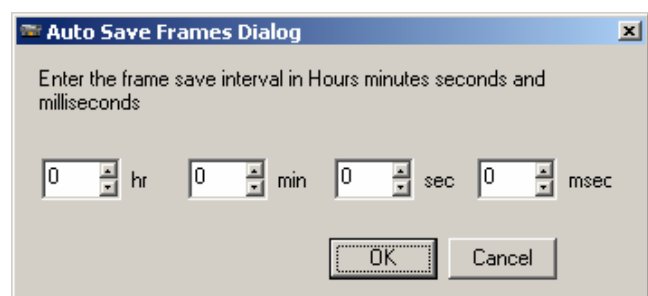 Auto Save Frames Dialog
Enter the frame save interval in Hours minutes seconds and
milliseconds
0 hr 0 min 0 sec 0 msec
OK Cancel